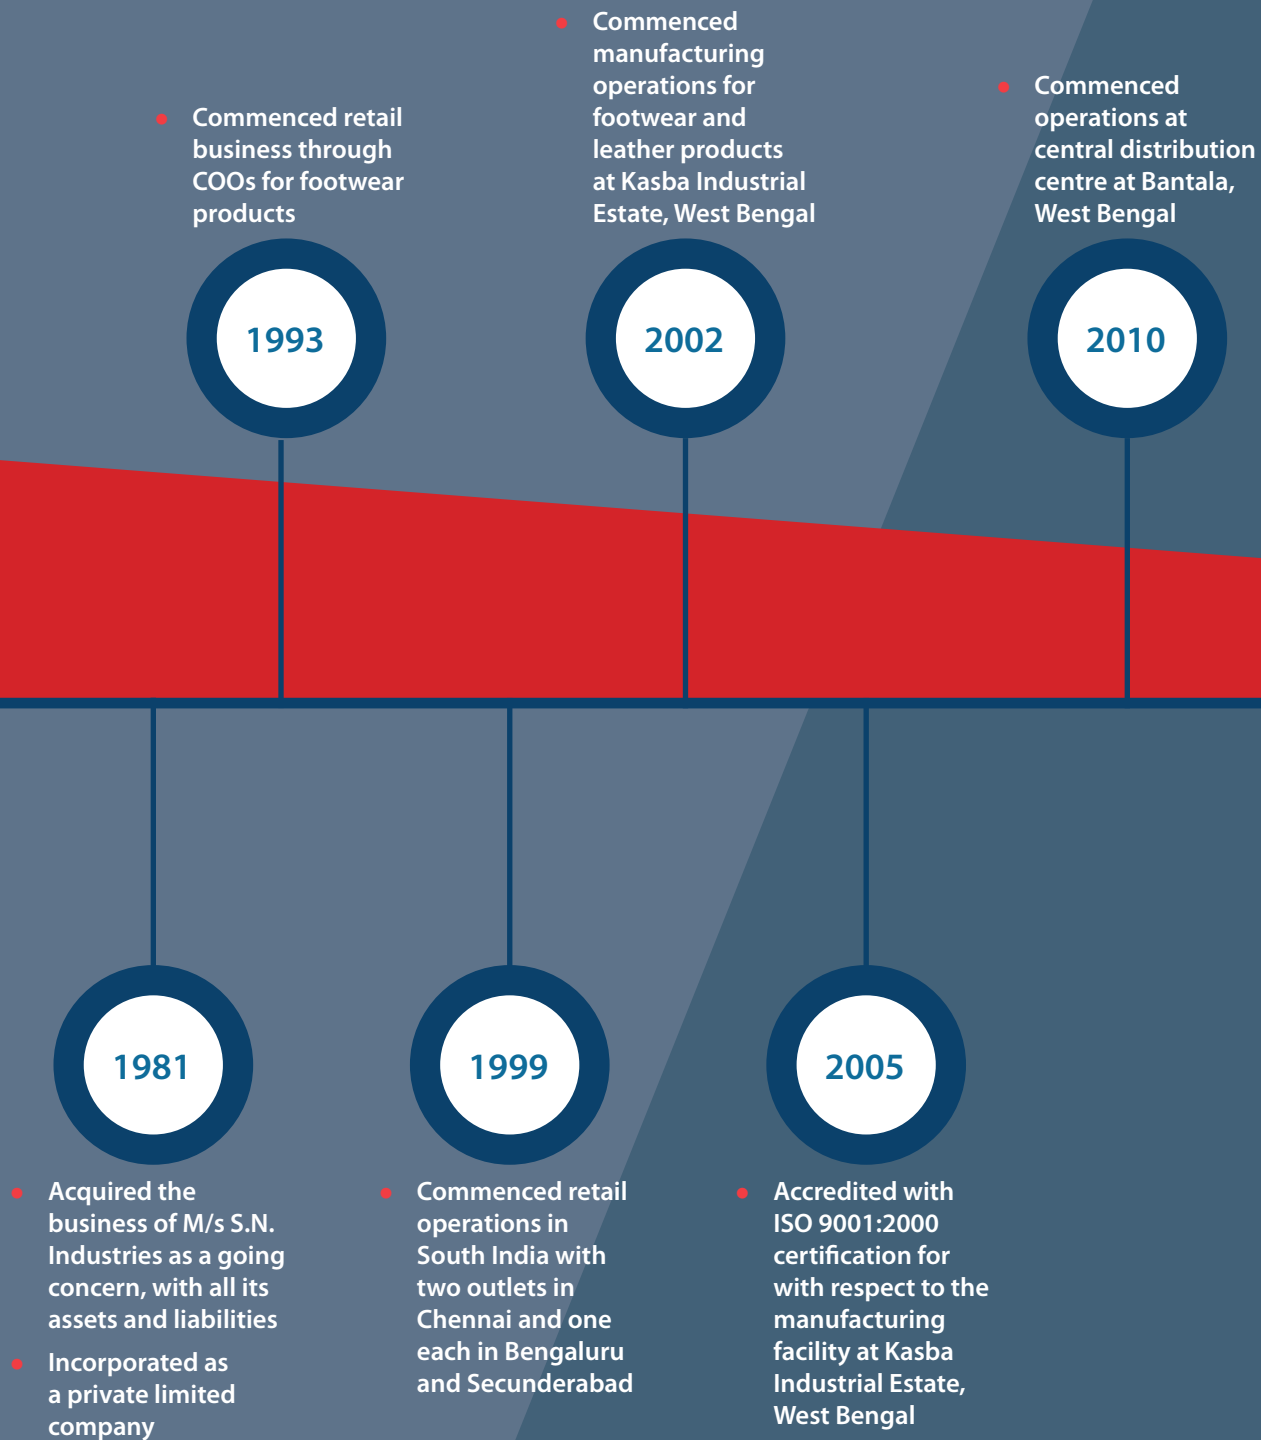 Commenced
manufacturing
operations for
footwear and
leather products
at Kasba Industrial
Estate, West Bengal
Commenced
operations at
central distribution
centre at Bantala,
West Bengal
Commenced retail
business through
COOs for footwear
products
1993
2002
2010
1981
1999
2005
Acquired the
business of M/s S.N.
Industries as a going
concern, with all its
assets and liabilities
Incorporated as
a private limited
company
Commenced retail
operations in
South India with
two outlets in
Chennai and one
each in Bengaluru
and Secunderabad
Accredited with
ISO 9001:2000
certification for
with respect to the
manufacturing
facility at Kasba
Industrial Estate,
West Bengal